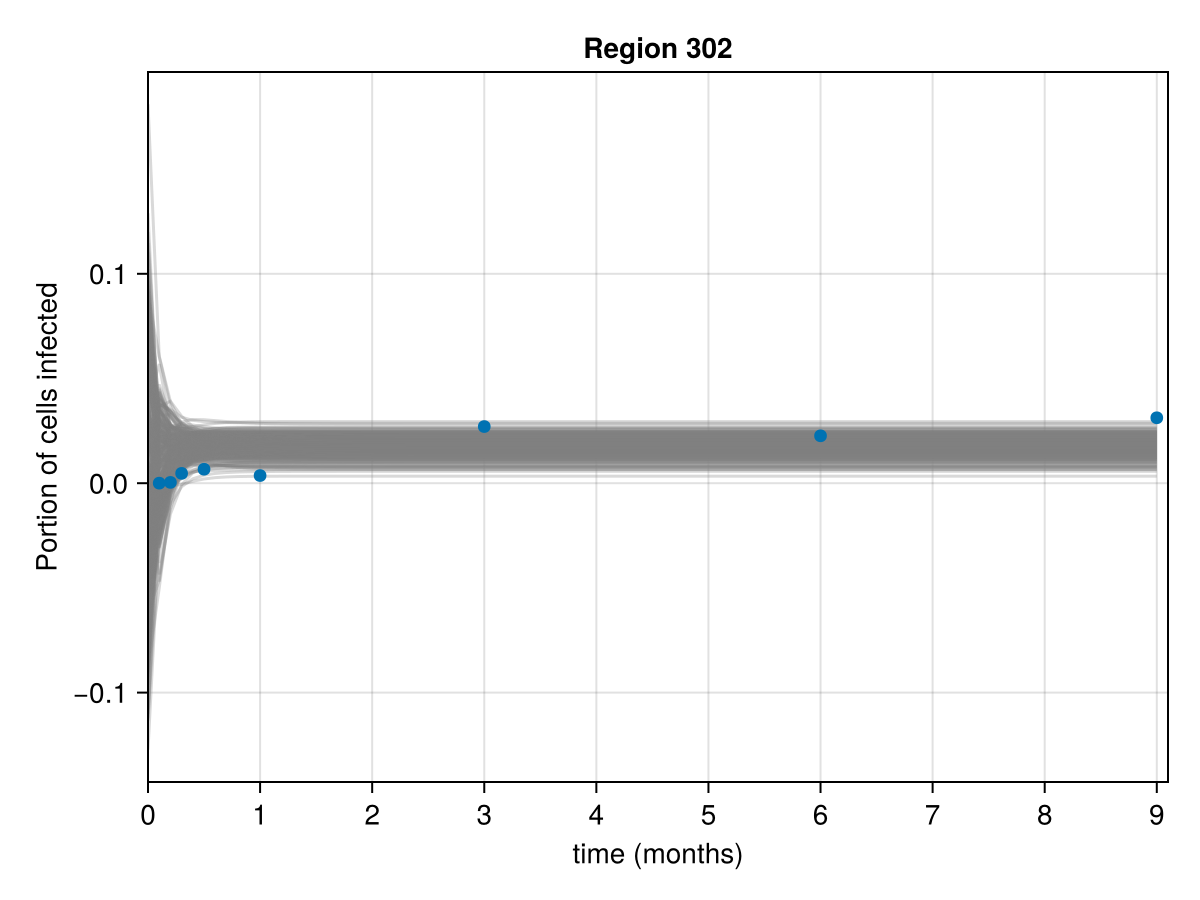 Region 302
Portion of cells infected
0.1
0.0
−0.1
0 1 2 3 4 5 6 7 8 9
time (months)